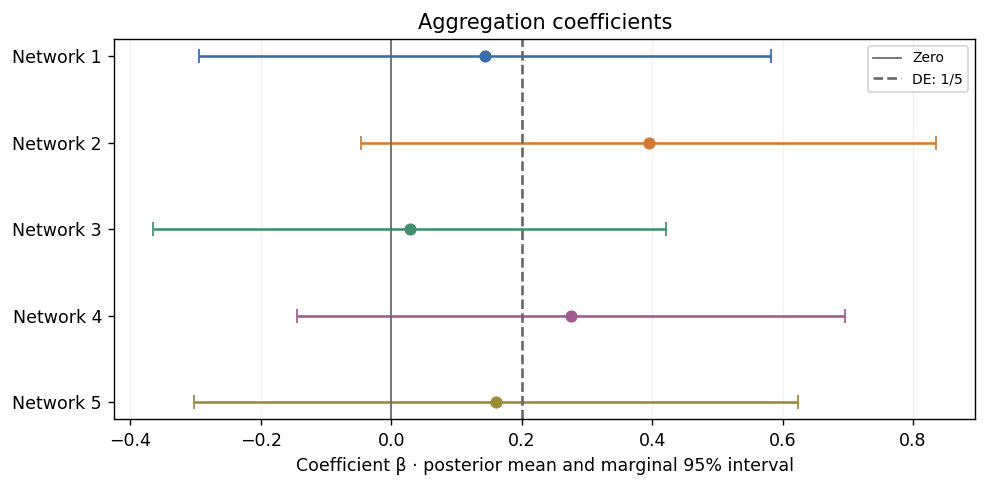 Aggregation coefficients
Zero
DE: 1/5
Network 1
Network 2
Network 3
Network 4
Network 5
−0.4 −0.2 0.0 0.2 0.4 0.6 0.8
Coefficient β · posterior mean and marginal 95% interval